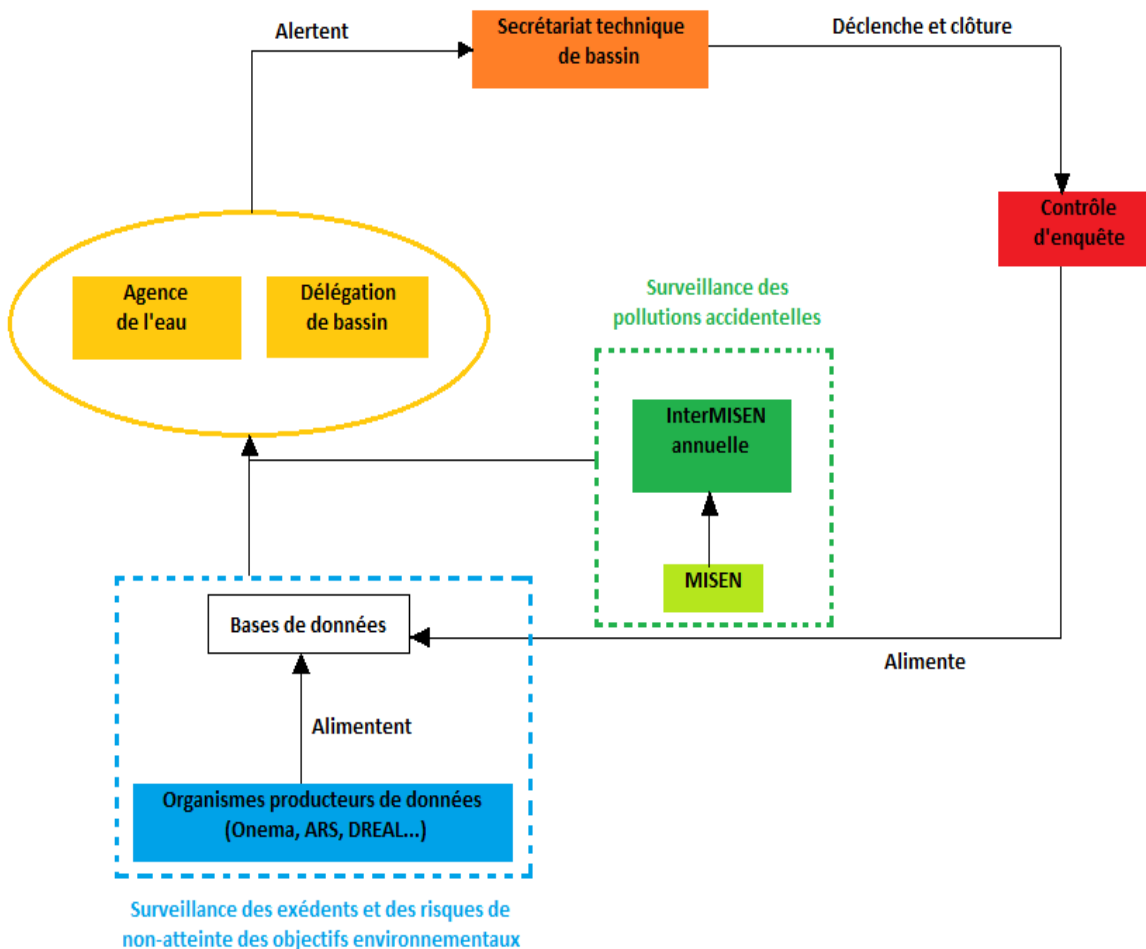 Alertent
Secrétariat technique
de bassin
Déclenche et clôture
Contrôle
d'enquête
Agence
de l'eau
Délégation
de bassin
Surveillance des
pollutions accidentelles
InterMISEN
annuelle
MISEN
Bases de données
Alimente
Alimentent
Organismes producteurs de données
(Onema, ARS, DREAL...)
Surveillance des exédents et des risques de
non-atteinte des objectifs environnementaux